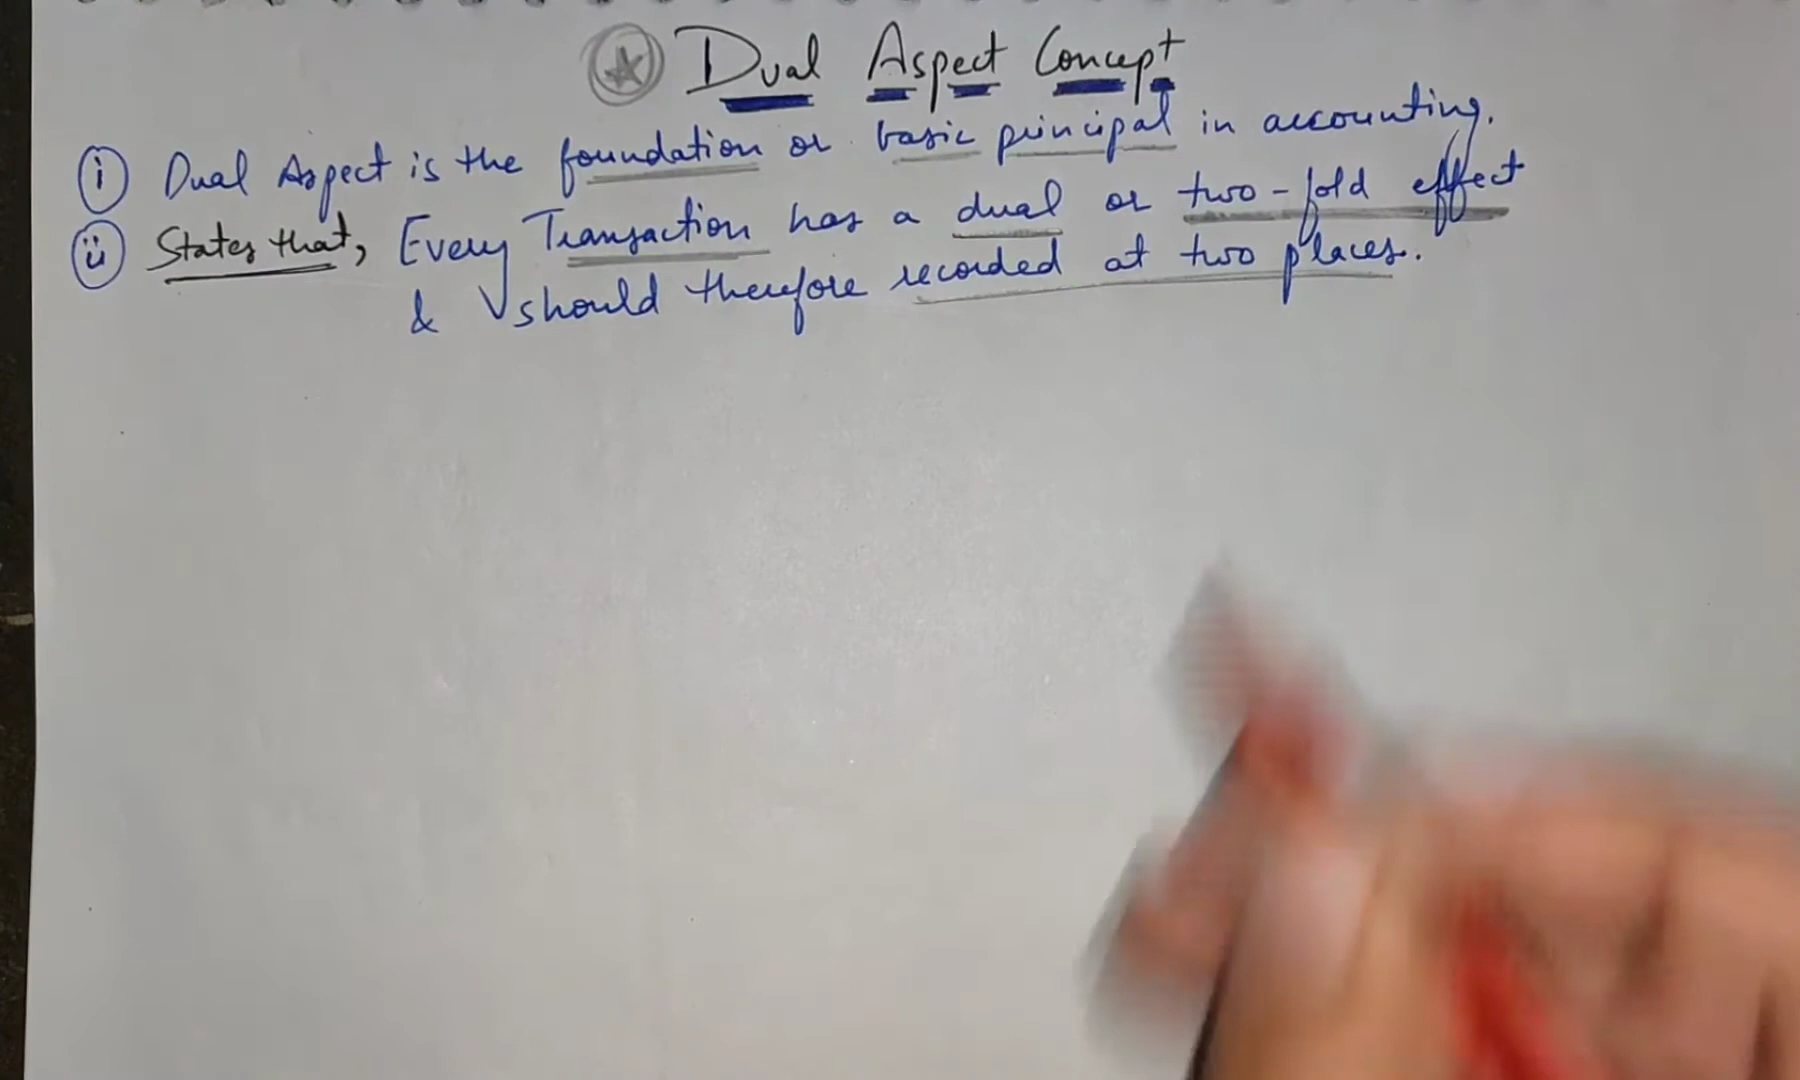 Dual Aspect Concept
i Dual Aspect is the foundation or basic principal in accounting.
ii States that, Every Transaction has a dual or two-fold effect
& should therefore recorded at two places.